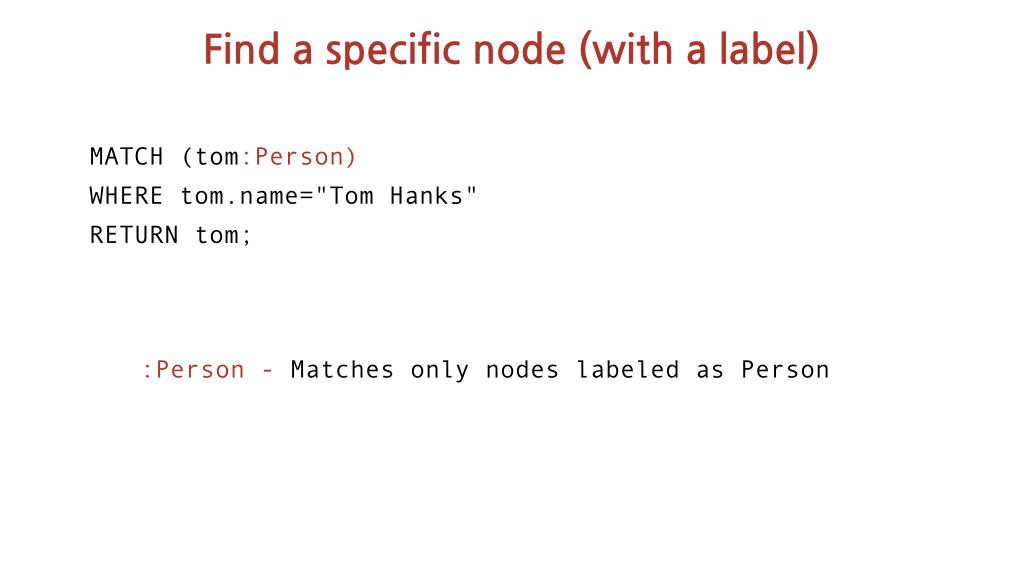 Find a specific node (with a label)
MATCH (tom:Person)
WHERE tom.name="Tom Hanks"
RETURN tom;
:Person - Matches only nodes labeled as Person